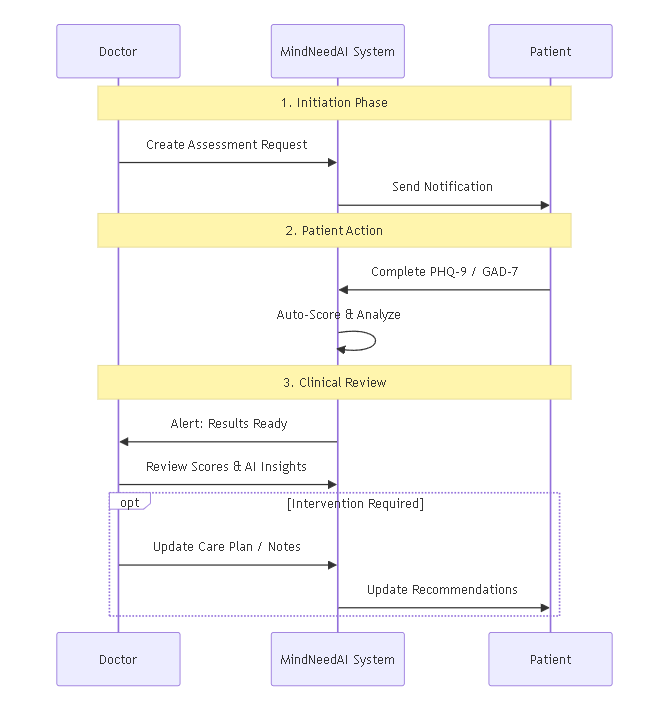 Doctor
MindNeedAI System
Patient
1. Initiation Phase
Create Assessment Request
Send Notification
2. Patient Action
Complete PHQ-9 / GAD-7
Auto-Score & Analyze
3. Clinical Review
Alert: Results Ready
Review Scores & AI Insights
opt
[Intervention Required]
Update Care Plan / Notes
Update Recommendations
Doctor
MindNeedAI System
Patient